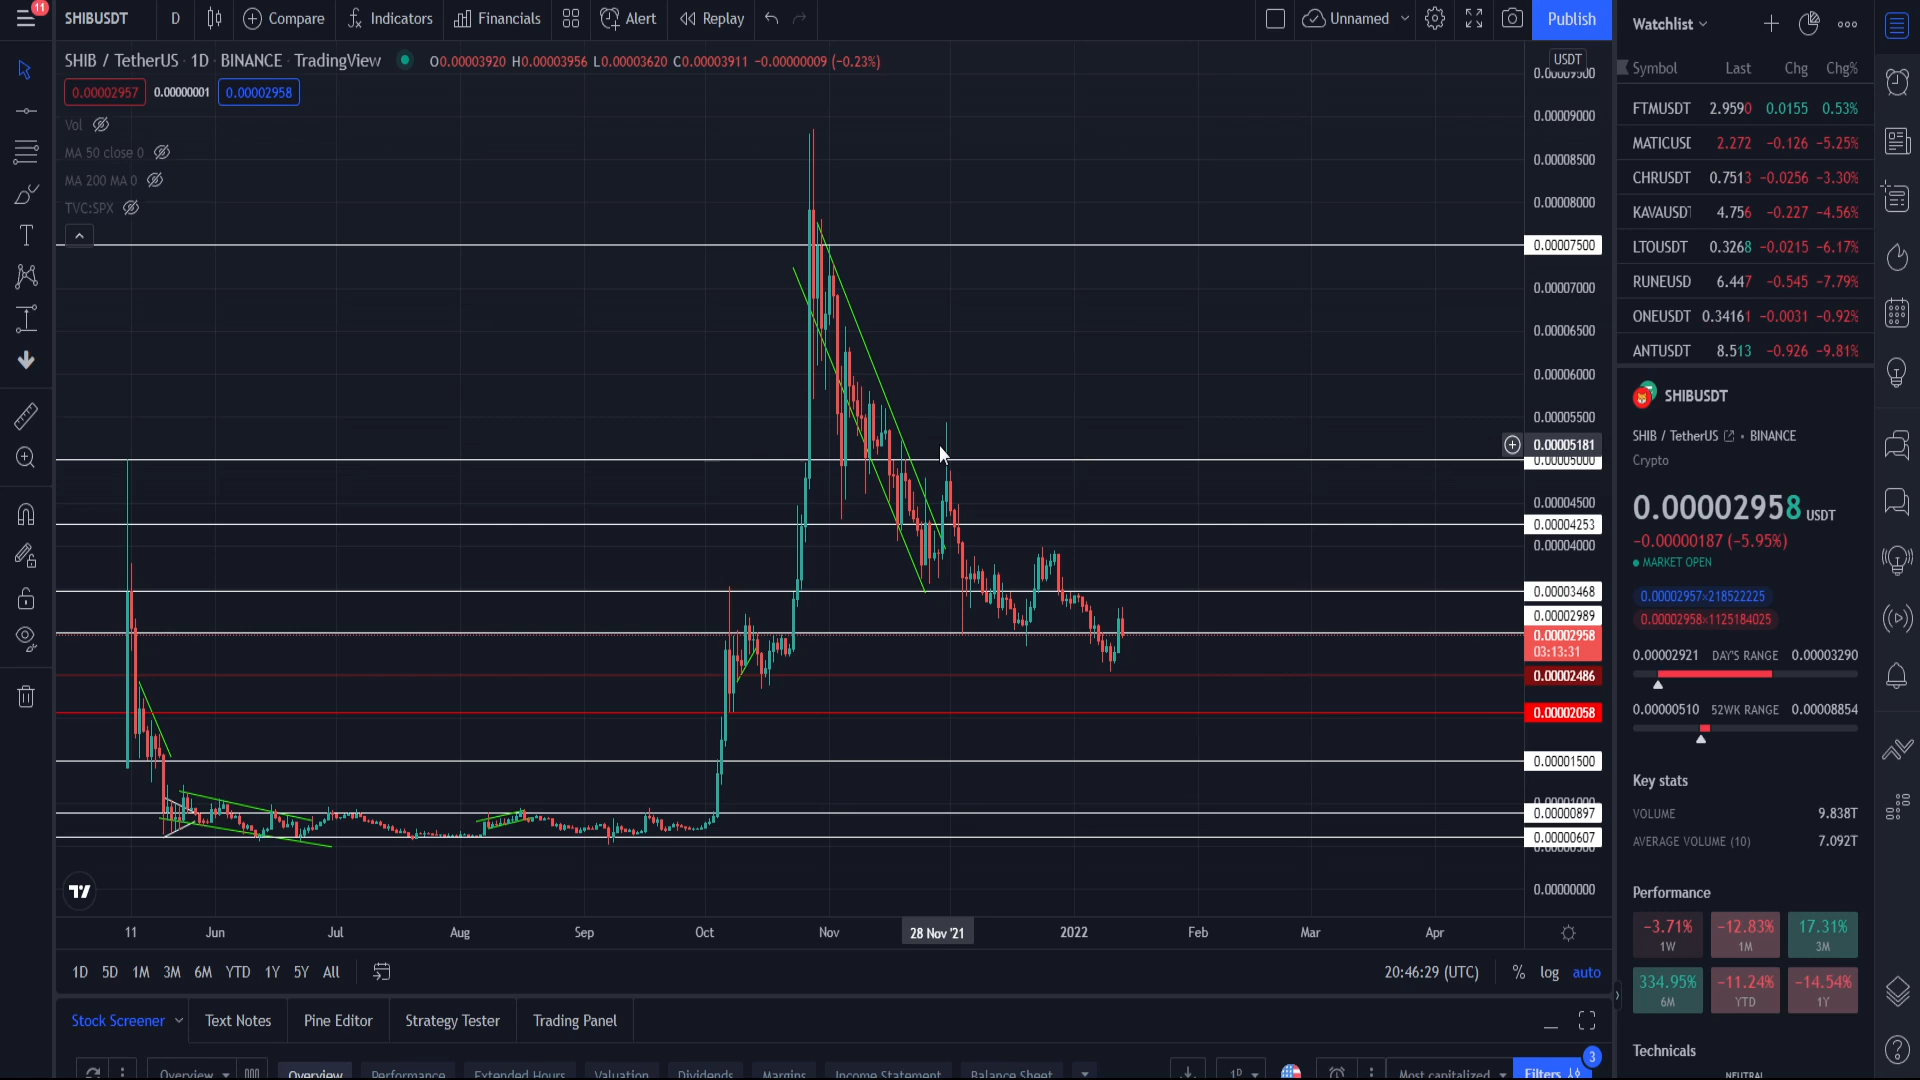 11
SHIBUSDT
D
Compare
Indicators
Financials
Alert
Replay
Unnamed
Publish
SHIB / TetherUS · 1D · BINANCE · TradingView
O0.00003920 H0.00003956 L0.00003620 C0.00003911 −0.00000009 (−0.23%)
0.00002957
0.00000001
0.00002958
Vol
MA 50 close 0
MA 200 MA 0
TVC:SPX
USDT
0.00009000
0.00008500
0.00008000
0.00007500
0.00007000
0.00006500
0.00006000
0.00005500
0.00005181
0.00005000
0.00004500
0.00004253
0.00004000
0.00003468
0.00002989
0.00002958
03:13:31
0.00002486
0.00002058
0.00001500
0.00000897
0.00000607
0.00000000
11
Jun
Jul
Aug
Sep
Oct
Nov
28 Nov '21
2022
Feb
Mar
Apr
1D 5D 1M 3M 6M YTD 1Y 5Y All
20:46:29 (UTC)
%
log
auto
Stock Screener
Text Notes
Pine Editor
Strategy Tester
Trading Panel
Overview
Overview
Performance
Extended Hours
Valuation
Dividends
Margins
Income Statement
Balance Sheet
1D
Most capitalized
Filters
3
Watchlist
Symbol Last Chg Chg%
FTMUSDT 2.9590 0.0155 0.53%
MATICUSD 2.272 −0.126 −5.25%
CHRUSDT 0.7513 −0.0256 −3.30%
KAVAUSDT 4.756 −0.227 −4.56%
LTOUSDT 0.3268 −0.0215 −6.17%
RUNEUSD 6.447 −0.545 −7.79%
ONEUSDT 0.34161 −0.0031 −0.92%
ANTUSDT 8.513 −0.926 −9.81%
SHIBUSDT
SHIB / TetherUS • BINANCE
Crypto
0.00002958 USDT
−0.00000187 (−5.95%)
MARKET OPEN
0.00002957×218522225
0.00002958×1125184025
0.00002921 DAY'S RANGE 0.00003290
0.00000510 52WK RANGE 0.00008854
Key stats
VOLUME 9.838T
AVERAGE VOLUME (10) 7.092T
Performance
−3.71% −12.83% 17.31%
1W 1M 3M
334.95% −11.24% −14.54%
6M YTD 1Y
Technicals
NEUTRAL